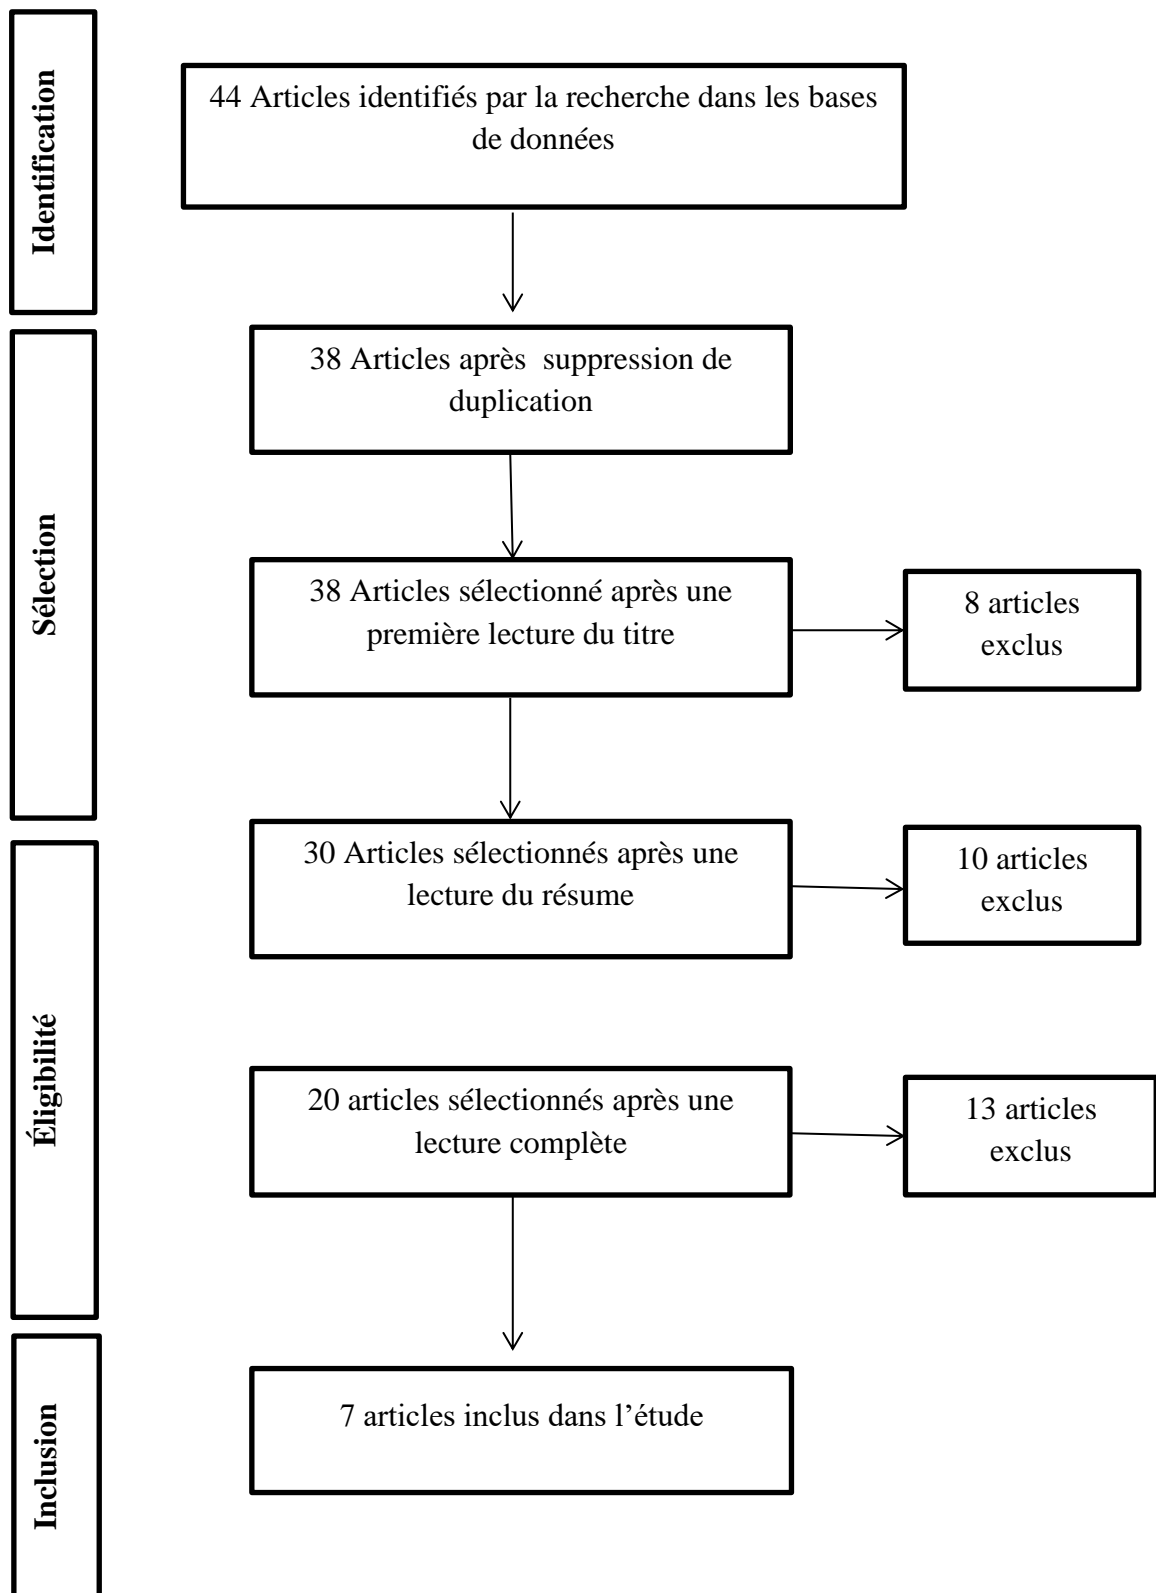 Identification
44 Articles identifiés par la recherche dans les bases
de données
Sélection
38 Articles après  suppression de
duplication
38 Articles sélectionné après une
première lecture du titre
8 articles
exclus
Éligibilité
30 Articles sélectionnés après une
lecture du résume
10 articles
exclus
20 articles sélectionnés après une
lecture complète
13 articles
exclus
Inclusion
7 articles inclus dans l’étude